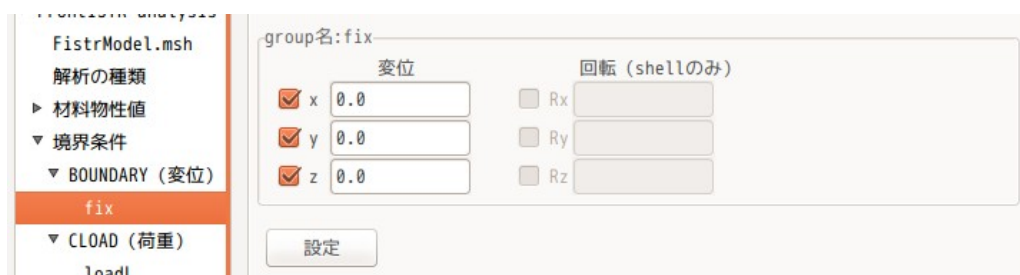 FistrModel.msh
解析の種類
材料物性値
境界条件
BOUNDARY (変位)
fix
CLOAD (荷重)
group名:fix
変位
回転 (shellのみ)
x 0.0
Rx
y 0.0
Ry
z 0.0
Rz
設定